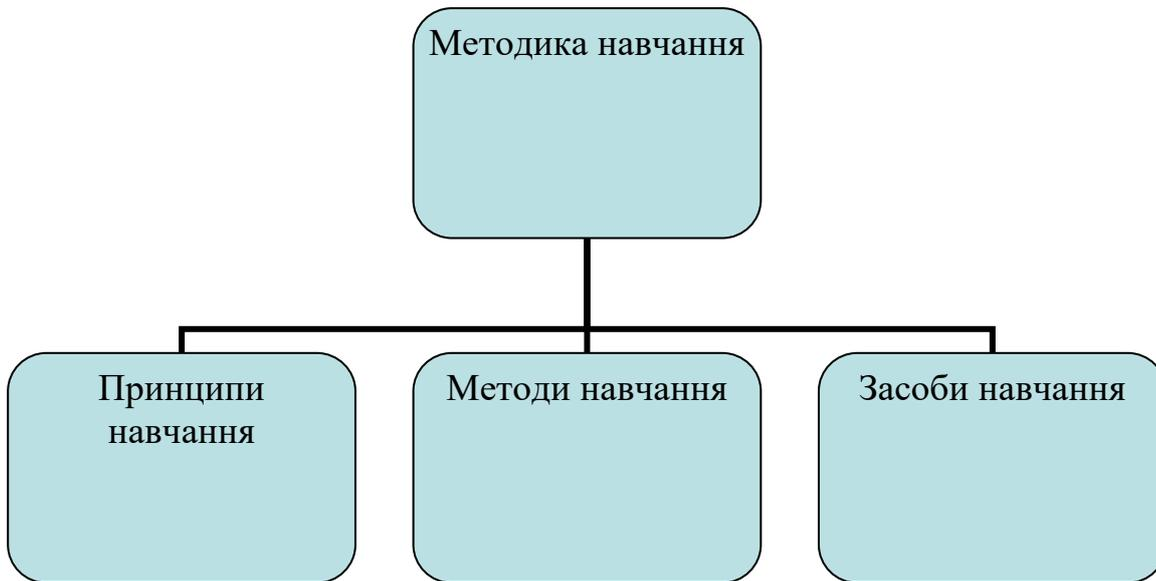 Методика навчання
Принципи
навчання
Методи навчання
Засоби навчання